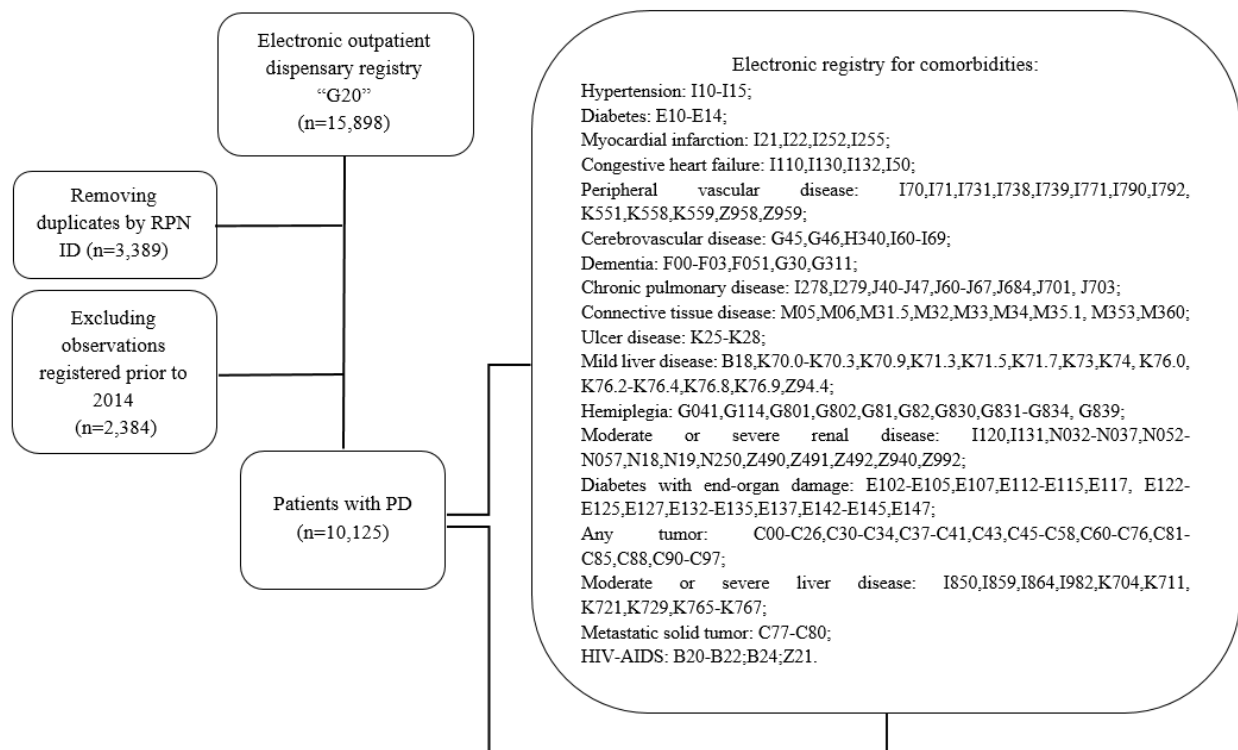 Electronic outpatient
dispensary registry
“G20”
(n=15,898)
Removing
duplicates by RPN
ID (n=3,389)
Excluding
observations
registered prior to
2014
(n=2,384)
Patients with PD
(n=10,125)
Electronic registry for comorbidities:
Hypertension: I10-I15;
Diabetes: E10-E14;
Myocardial infarction: I21,I22,I252,I255;
Congestive heart failure: I110,I130,I132,I50;
Peripheral vascular disease: I70,I71,I731,I738,I739,I771,I790,I792,
K551,K558,K559,Z958,Z959;
Cerebrovascular disease: G45,G46,H340,I60-I69;
Dementia: F00-F03,F051,G30,G311;
Chronic pulmonary disease: I278,I279,J40-J47,J60-J67,J684,J701, J703;
Connective tissue disease: M05,M06,M31.5,M32,M33,M34,M35.1, M353,M360;
Ulcer disease: K25-K28;
Mild liver disease: B18,K70.0-K70.3,K70.9,K71.3,K71.5,K71.7,K73,K74, K76.0,
K76.2-K76.4,K76.8,K76.9,Z94.4;
Hemiplegia: G041,G114,G801,G802,G81,G82,G830,G831-G834, G839;
Moderate or severe renal disease: I120,I131,N032-N037,N052-
N057,N18,N19,N250,Z490,Z491,Z492,Z940,Z992;
Diabetes with end-organ damage: E102-E105,E107,E112-E115,E117, E122-
E125,E127,E132-E135,E137,E142-E145,E147;
Any tumor: C00-C26,C30-C34,C37-C41,C43,C45-C58,C60-C76,C81-
C85,C88,C90-C97;
Moderate or severe liver disease: I850,I859,I864,I982,K704,K711,
K721,K729,K765-K767;
Metastatic solid tumor: C77-C80;
HIV-AIDS: B20-B22;B24;Z21.